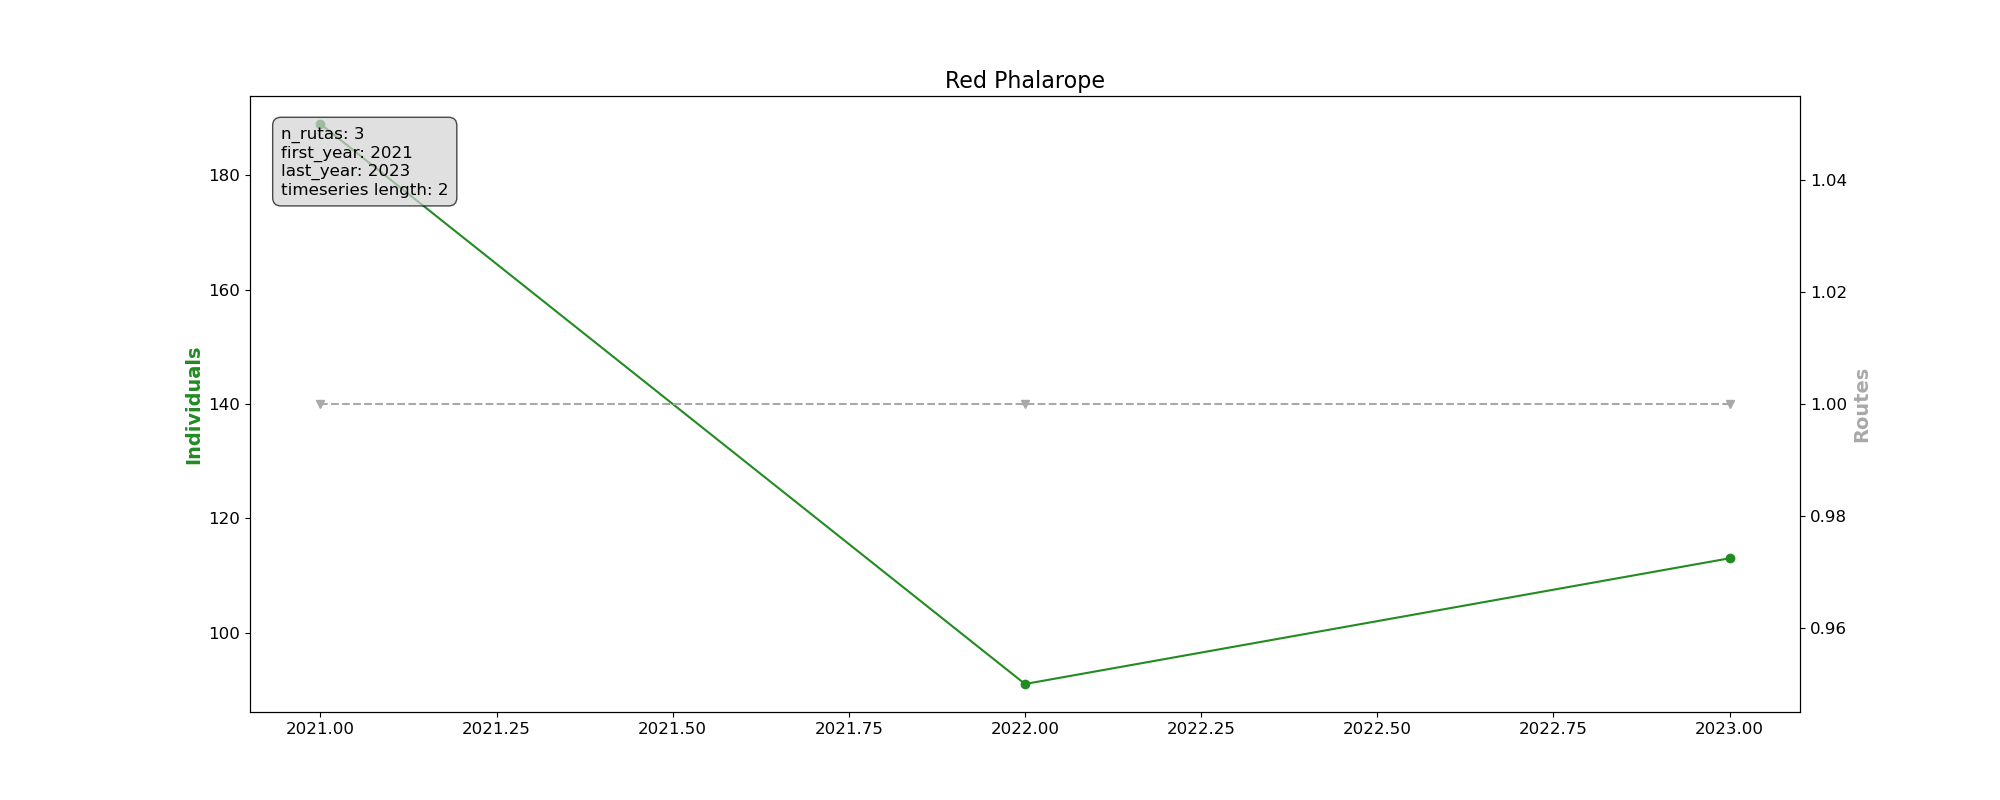 Red Phalarope
n_rutas: 3
first_year: 2021
last_year: 2023
timeseries length: 2
180
160
140
120
100
Individuals
1.04
1.02
1.00
0.98
0.96
Routes
2021.00 2021.25 2021.50 2021.75 2022.00 2022.25 2022.50 2022.75 2023.00